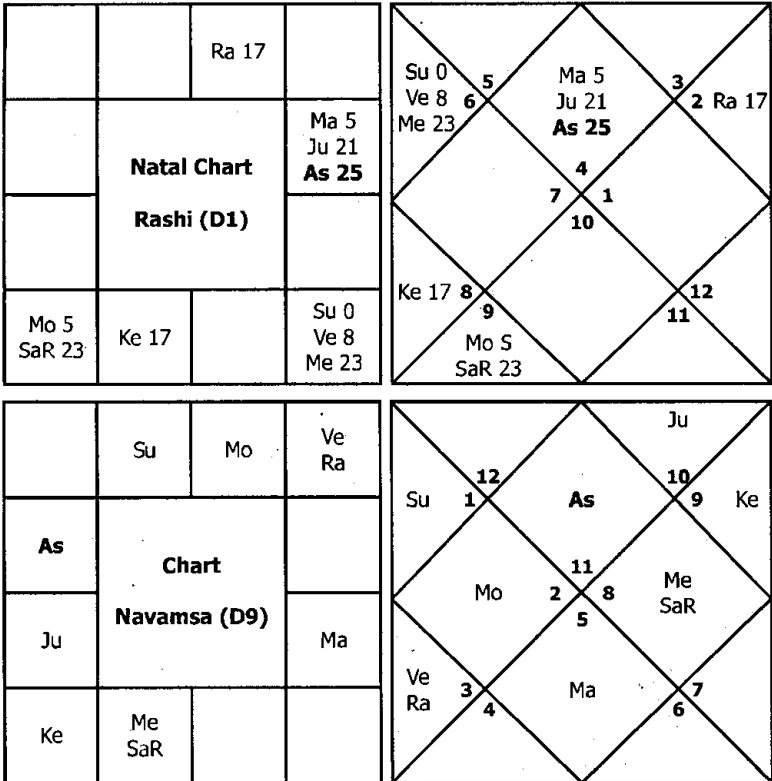 Ra 17
Ma 5
Ju 21
As 25
Natal Chart
Rashi (D1)
Mo 5
SaR 23
Ke 17
Su 0
Ve 8
Me 23
Su 0
Ve 8
Me 23
5
6
Ma 5
Ju 21
As 25
3
2
Ra 17
4
7
1
10
Ke 17
8
9
Mo S
SaR 23
12
11
Su
Mo
Ve
Ra
As
Chart
Navamsa (D9)
Ju
Ma
Ke
Me
SaR
Ju
12
1
Su
As
10
9
Ke
11
Mo
2
8
5
Me
SaR
Ve
Ra
3
4
Ma
7
6